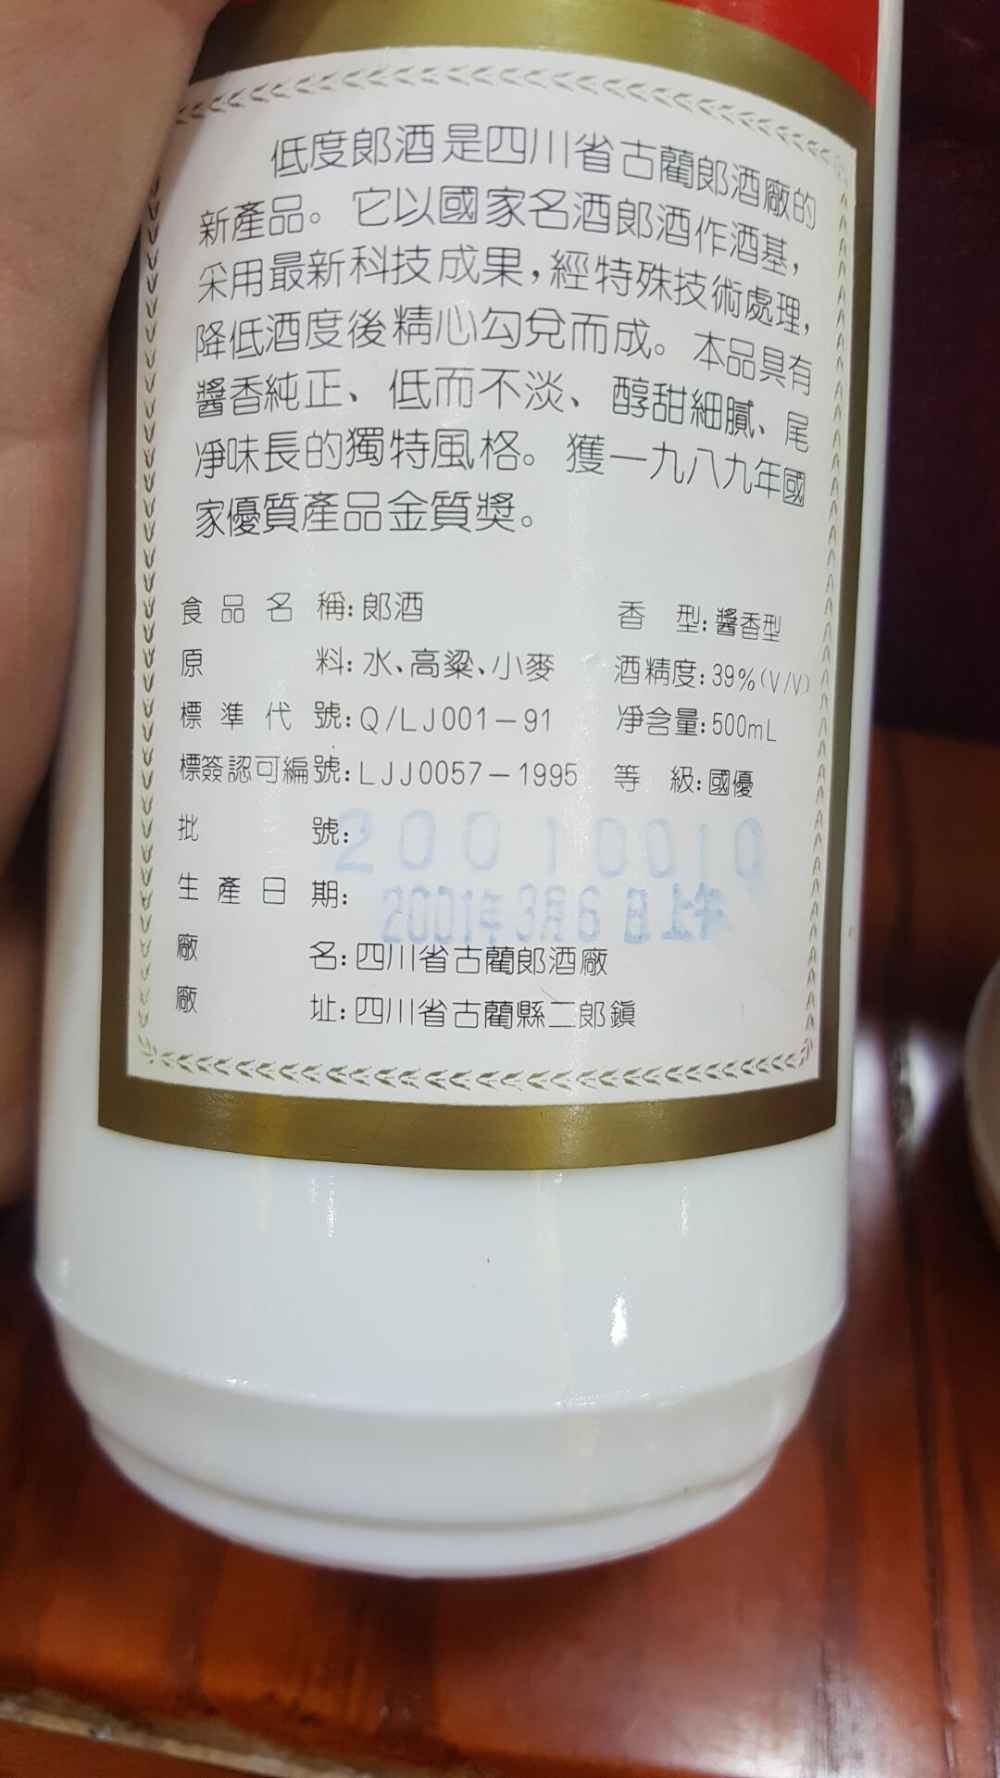 低度郎酒是四川省古藺郎酒廠的
新產品。它以國家名酒郎酒作酒基，
采用最新科技成果，經特殊技術處理，
降低酒度後精心勾兌而成。本品具有
醬香純正、低而不淡、醇甜細膩、尾
凈味長的獨特風格。獲一九八九年國
家優質產品金質獎。
食品名稱：郎酒 香型：醬香型
原料：水、高粱、小麥 酒精度：39%(V/V)
標準代號：Q/LJ001－91 凈含量：500mL
標簽認可編號：LJJ0057－1995 等級：國優
批號：20010010
生產日期：2001年3月6日上午
廠名：四川省古藺郎酒廠
廠址：四川省古藺縣二郎鎮